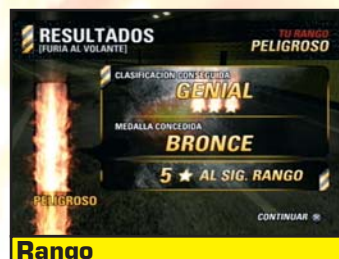 RESULTADOS
[FURIA AL VOLANTE]
TU RANGO
PELIGROSO
CLASIFICACIÓN CONSEGUIDA
GENIAL
MEDALLA CONCEDIDA
BRONCE
5 ★ AL SIG. RANGO
PELIGROSO
CONTINUAR
Rango